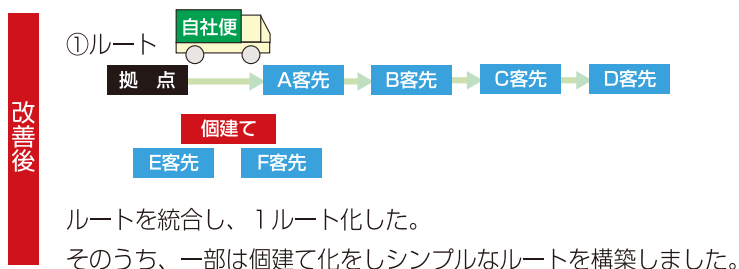 改善後
自社便
①ルート
拠　点 A客先 B客先 C客先 D客先
個建て
E客先 F客先
ルートを統合し、１ルート化した。
そのうち、一部は個建て化をしシンプルなルートを構築しました。